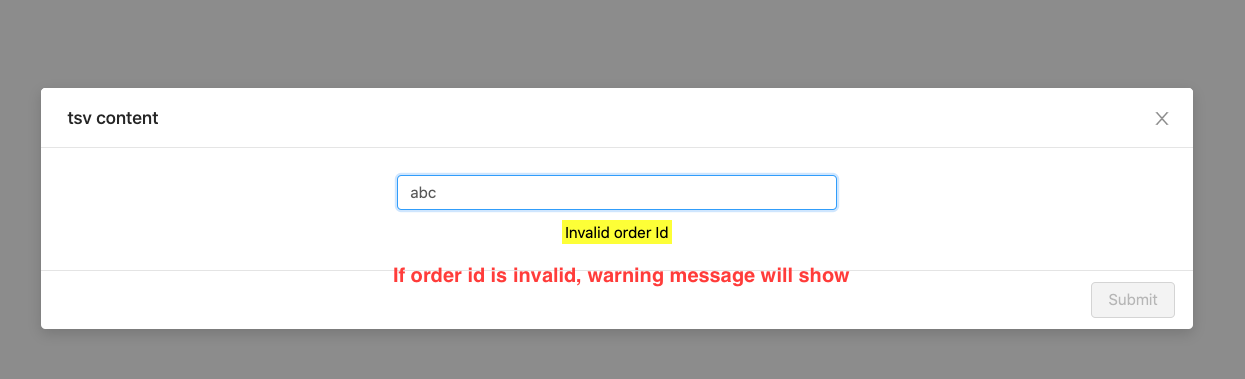 tsv content
abc
Invalid order Id
If order id is invalid, warning message will show
Submit